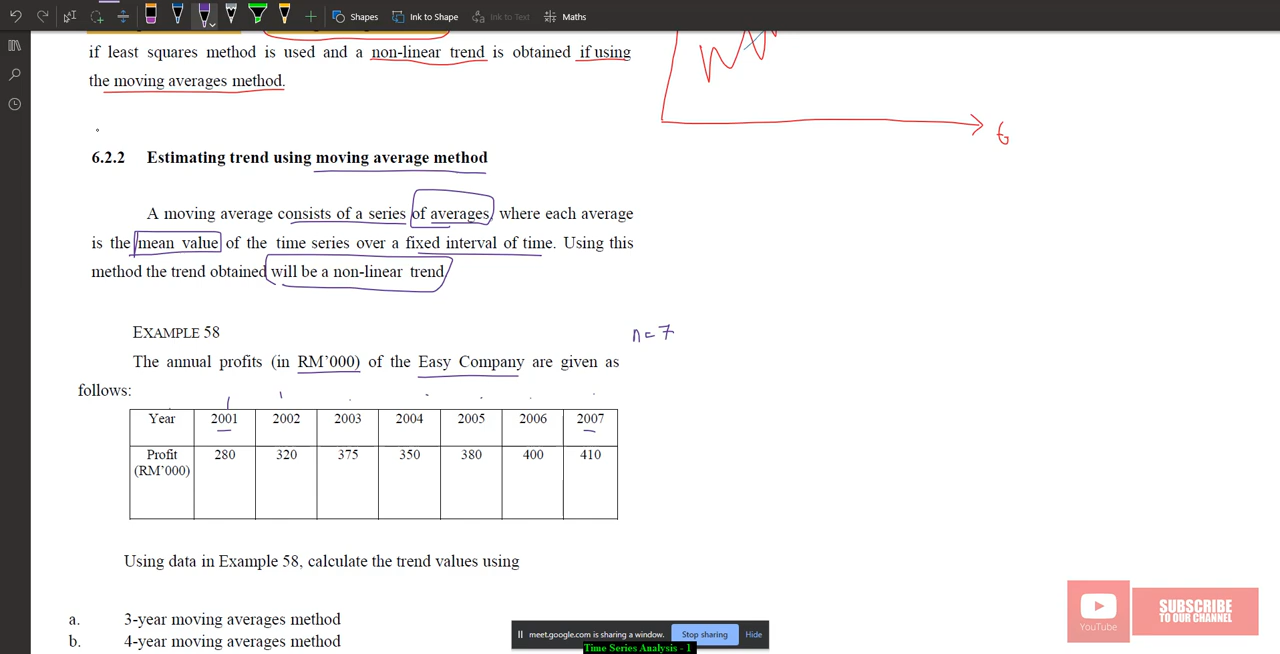 Shapes Ink to Shape Ink to Text Maths
if least squares method is used and a non-linear trend is obtained if using
the moving averages method.
t
6.2.2 Estimating trend using moving average method
A moving average consists of a series of averages, where each average
is the mean value of the time series over a fixed interval of time. Using this
method the trend obtained will be a non-linear trend
EXAMPLE 58
n=7
The annual profits (in RM'000) of the Easy Company are given as
follows:
Year 2001 2002 2003 2004 2005 2006 2007
Profit 280 320 375 350 380 400 410
(RM'000)
Using data in Example 58, calculate the trend values using
a. 3-year moving averages method
b. 4-year moving averages method
meet.google.com is sharing a window. Stop sharing Hide
Time Series Analysis - 1
YouTube
SUBSCRIBE
TO OUR CHANNEL